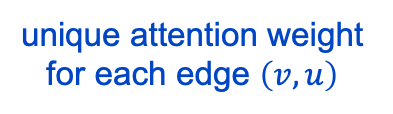 unique attention weight
for each edge (𝑣, 𝑢)